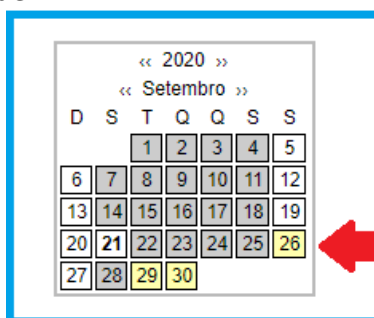 ‹‹ 2020 ››
‹‹ Setembro ››
D S T Q Q S S
1 2 3 4 5
6 7 8 9 10 11 12
13 14 15 16 17 18 19
20 21 22 23 24 25 26
27 28 29 30